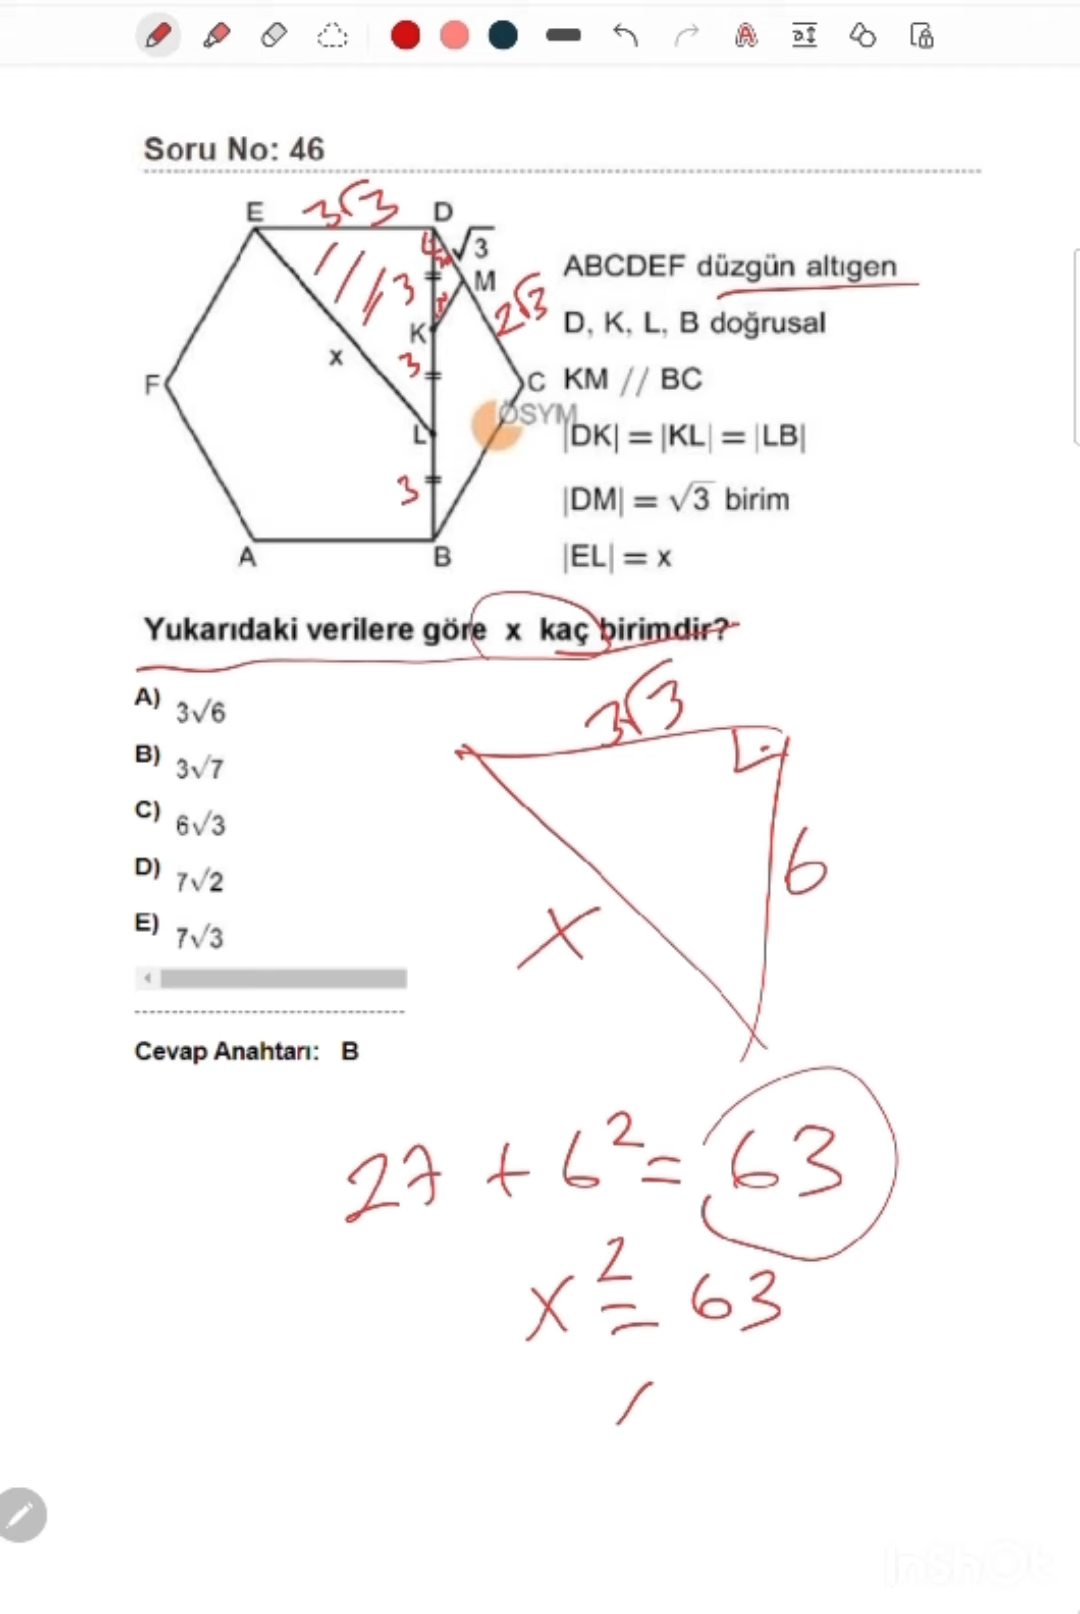 Soru No: 46
E
3√3
D
√3
M
2√3
3
K
3
x
F
C
ÖSYM
L
3
A
B
ABCDEF düzgün altıgen
D, K, L, B doğrusal
KM // BC
|DK| = |KL| = |LB|
|DM| = √3 birim
|EL| = x
Yukarıdaki verilere göre x kaç birimdir?
A) 3√6
B) 3√7
C) 6√3
D) 7√2
E) 7√3
Cevap Anahtarı: B
3√3
6
x
27 + 6² = 63
x² = 63
InShOt